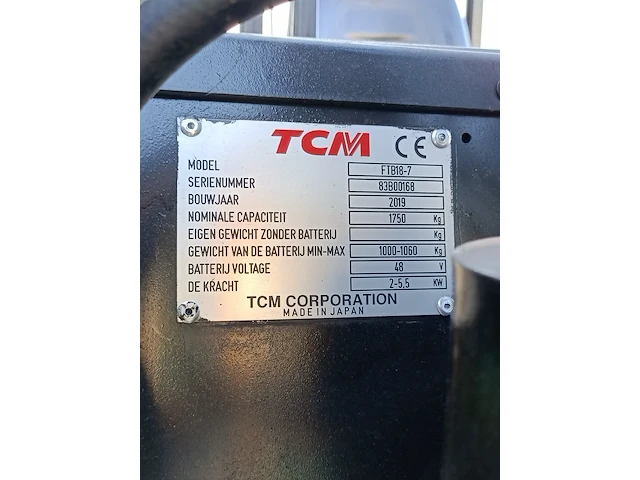 TCM CE
MODEL FTB18-7
SERIENUMMER 83B00168
BOUWJAAR 2019
NOMINALE CAPACITEIT 1750 Kg
EIGEN GEWICHT ZONDER BATTERIJ Kg
GEWICHT VAN DE BATTERIJ MIN-MAX 1000-1060 Kg
BATTERIJ VOLTAGE 48 V
DE KRACHT 2-5,5 KW
TCM CORPORATION
MADE IN JAPAN